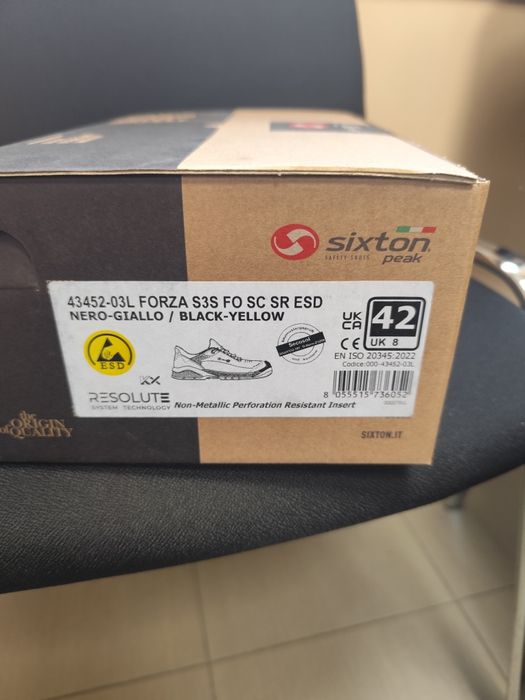 sixton
SAFETY SHOES
peak
43452-03L FORZA S3S FO SC SR ESD
NERO-GIALLO / BLACK-YELLOW
ESD
XX
RESOLUTE
SYSTEM TECHNOLOGY
Non-Metallic Perforation Resistant Insert
Secosol
UK
CA
CE
42
UK 8
EN ISO 20345:2022
Codice:000-43452-03L
8 055515 736052
the
ORIGIN
of QUALITY
SIXTON.IT